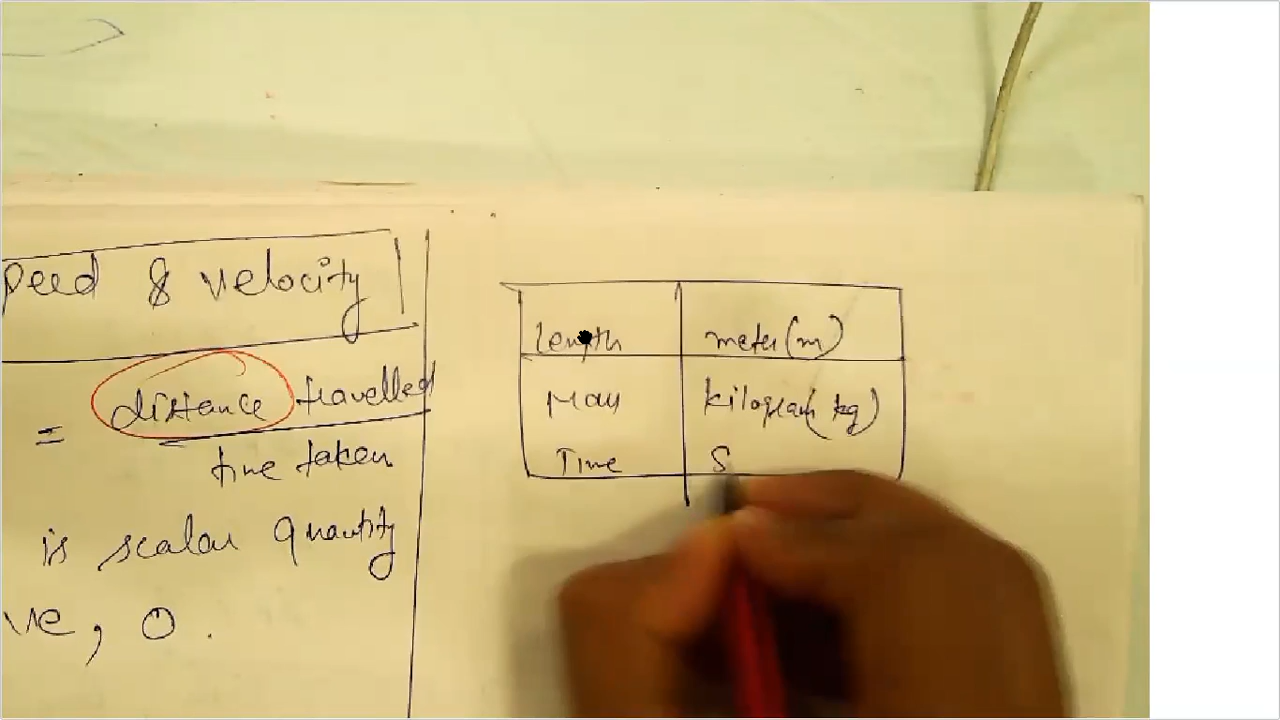 peed & velocity
= distance travelled
time taken
is scalar quantity
ve, 0.
length meter(m)
Mass kilogram(kg)
Time S